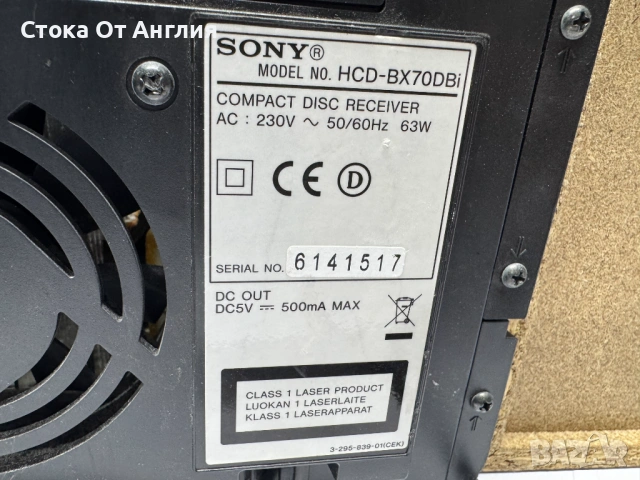 Стока От Англия
SONY®
MODEL NO. HCD-BX70DBi
COMPACT DISC RECEIVER
AC : 230V ~ 50/60Hz 63W
CE D
SERIAL NO. 6141517
DC OUT
DC5V ⎓ 500mA MAX
CLASS 1 LASER PRODUCT
LUOKAN 1 LASERLAITE
KLASS 1 LASERAPPARAT
3-295-839-01(CEK)
BAZAR